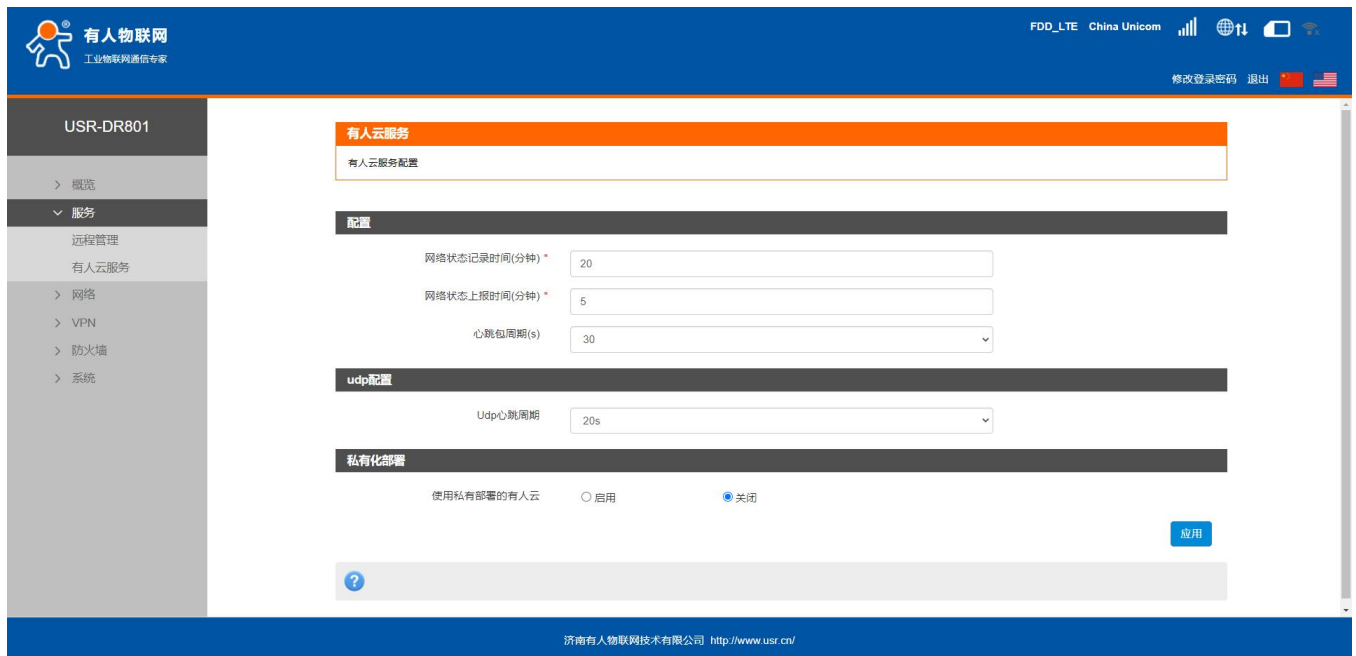 有人物联网
工业物联网通信专家
FDD_LTE China Unicom
修改登录密码 退出
USR-DR801
概览
服务
远程管理
有人云服务
网络
VPN
防火墙
系统
有人云服务
有人云服务配置
配置
网络状态记录时间(分钟) * 20
网络状态上报时间(分钟) * 5
心跳包周期(s) 30
udp配置
Udp心跳周期 20s
私有化部署
使用私有部署的有人云 启用 关闭
应用
济南有人物联网技术有限公司 http://www.usr.cn/